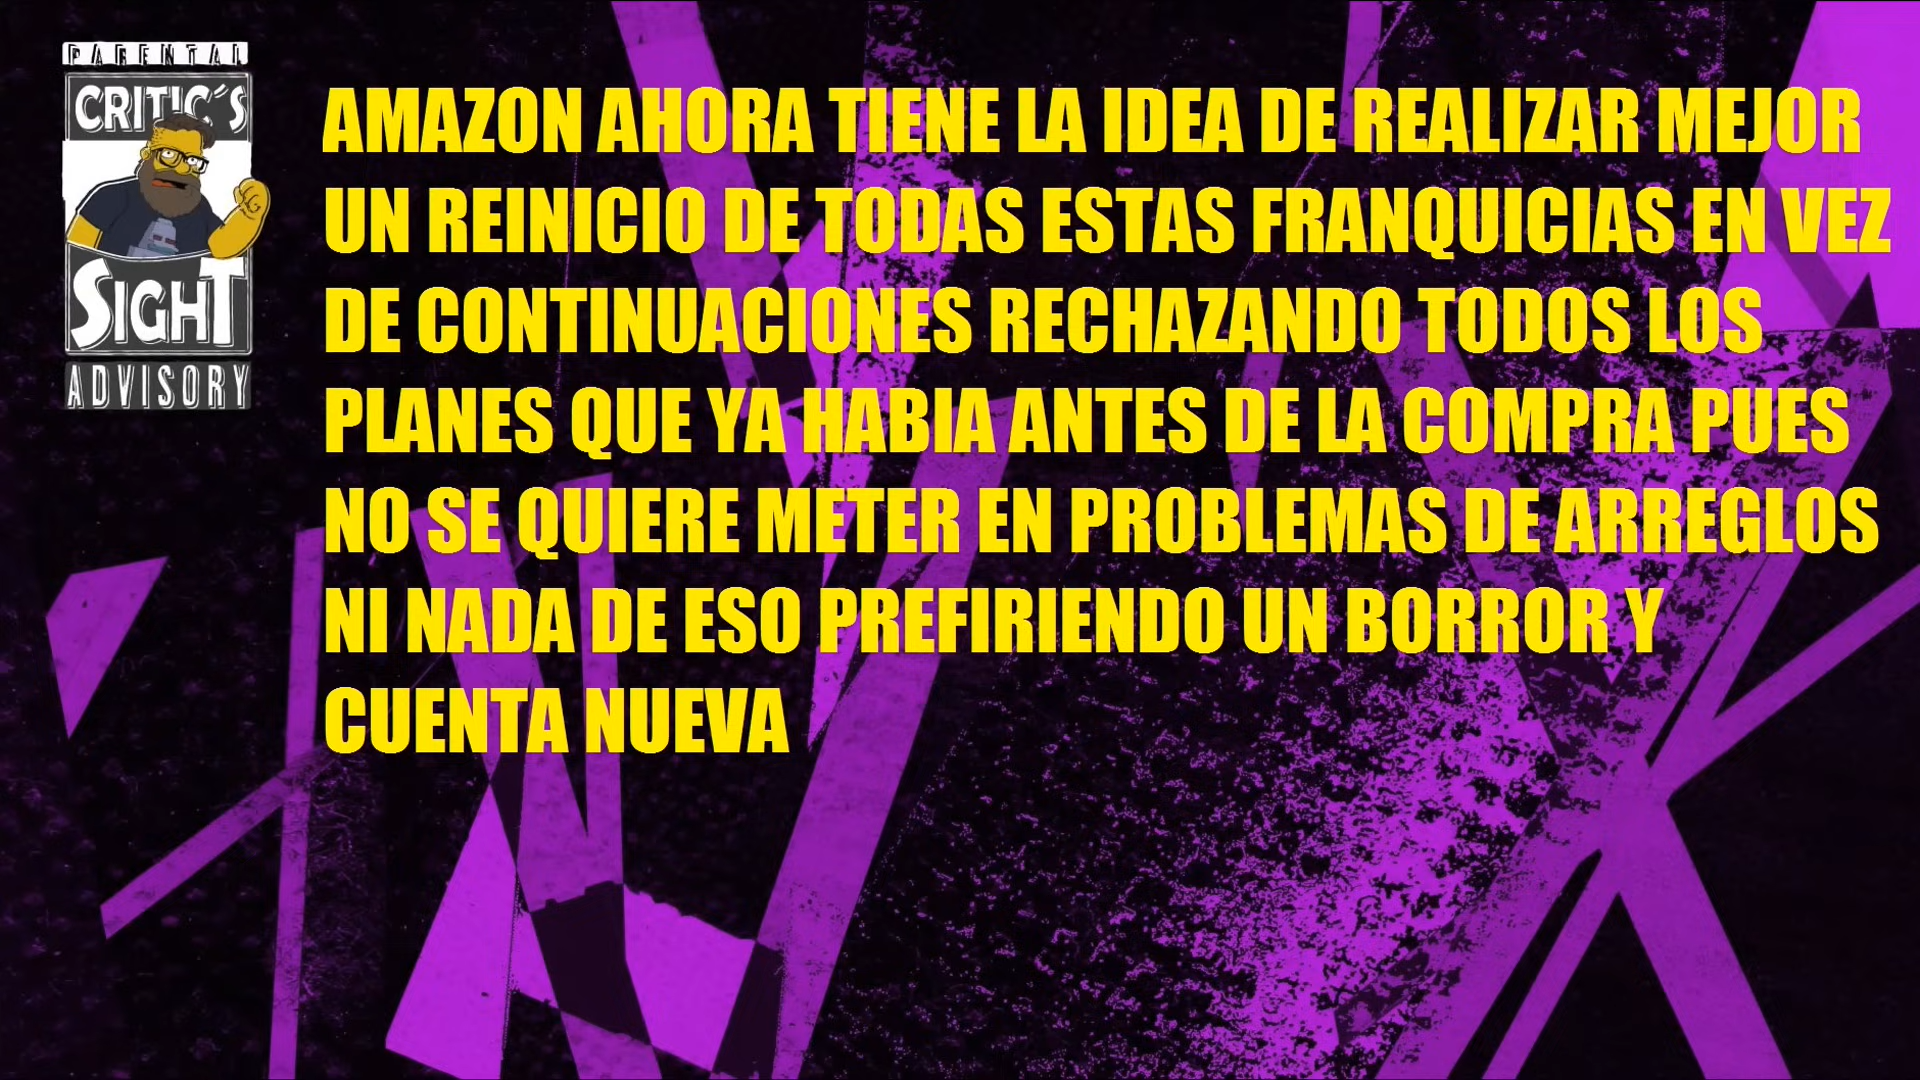 PARENTAL
CRITIC´S
SIGHT
ADVISORY
AMAZON AHORA TIENE LA IDEA DE REALIZAR MEJOR
UN REINICIO DE TODAS ESTAS FRANQUICIAS EN VEZ
DE CONTINUACIONES RECHAZANDO TODOS LOS
PLANES QUE YA HABIA ANTES DE LA COMPRA PUES
NO SE QUIERE METER EN PROBLEMAS DE ARREGLOS
NI NADA DE ESO PREFIRIENDO UN BORROR Y
CUENTA NUEVA